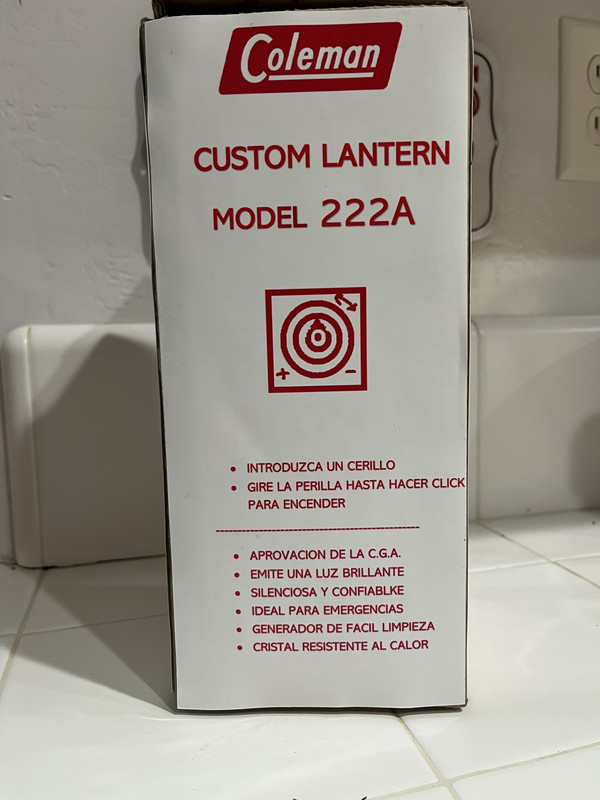 Coleman
CUSTOM LANTERN
MODEL 222A
+ -
• INTRODUZCA UN CERILLO
• GIRE LA PERILLA HASTA HACER CLICK
PARA ENCENDER
--------------------------------------------------
• APROVACION DE LA C.G.A.
• EMITE UNA LUZ BRILLANTE
• SILENCIOSA Y CONFIABLKE
• IDEAL PARA EMERGENCIAS
• GENERADOR DE FACIL LIMPIEZA
• CRISTAL RESISTENTE AL CALOR